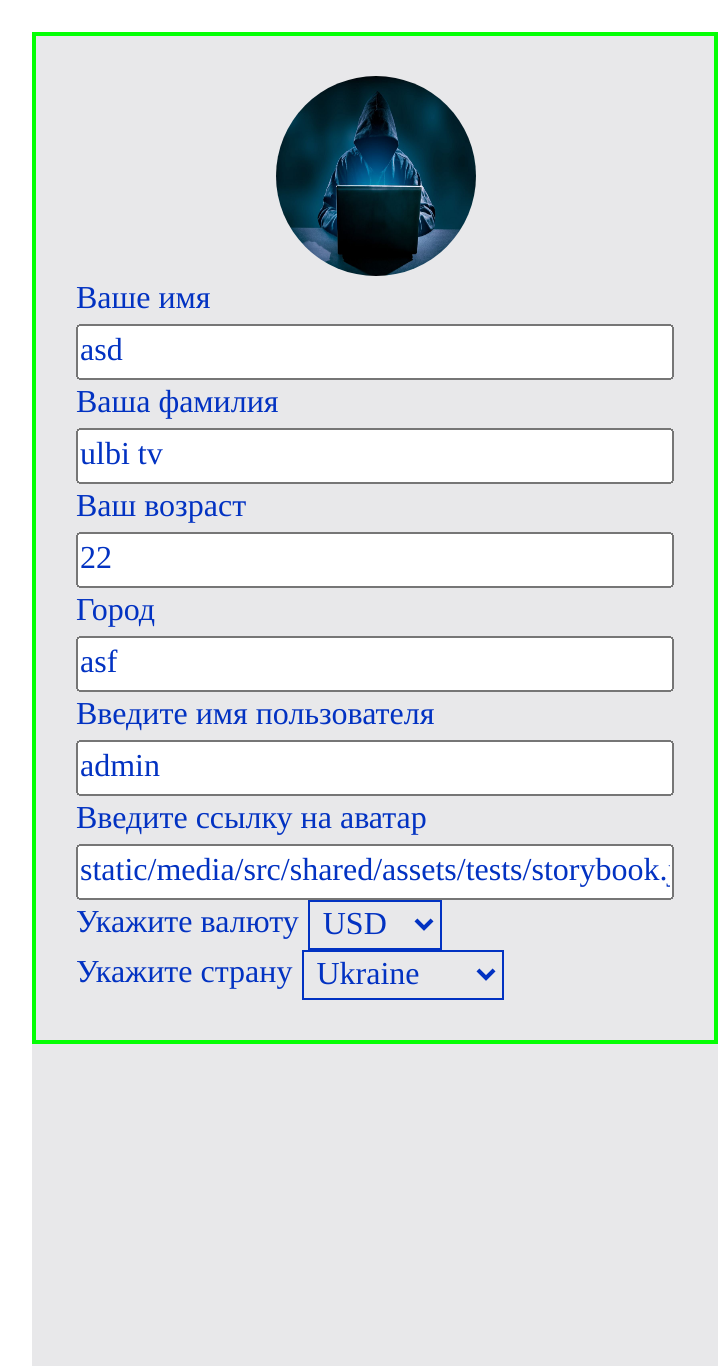 Ваше имя
asd
Ваша фамилия
ulbi tv
Ваш возраст
22
Город
asf
Введите имя пользователя
admin
Введите ссылку на аватар
static/media/src/shared/assets/tests/storybook.
Укажите валюту USD
Укажите страну Ukraine